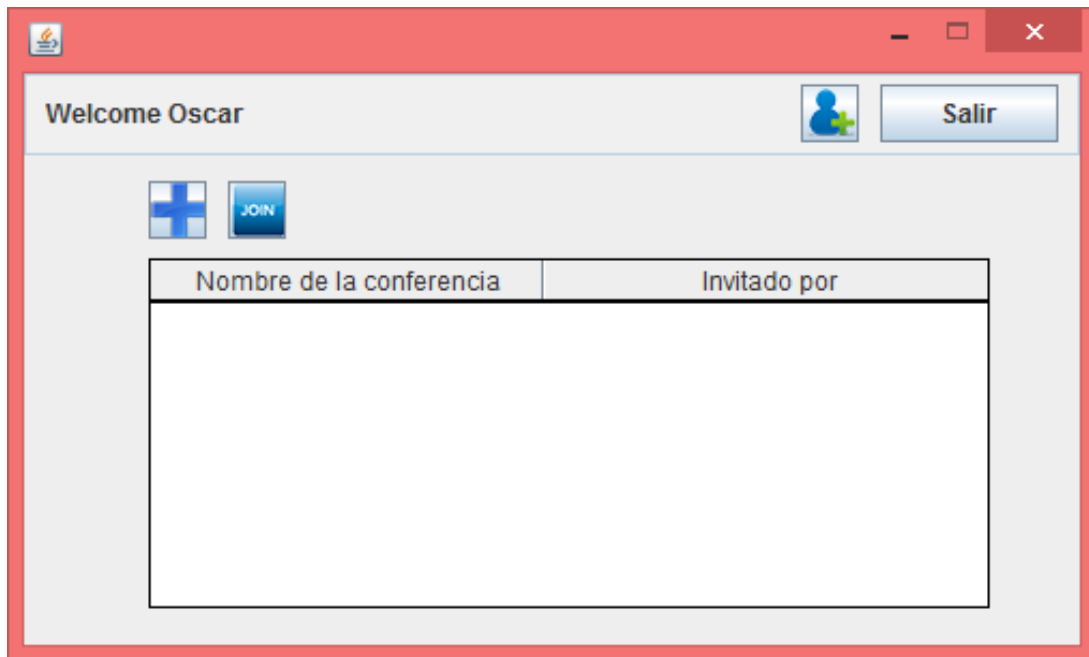 Welcome Oscar
Salir
JOIN
Nombre de la conferencia
Invitado por